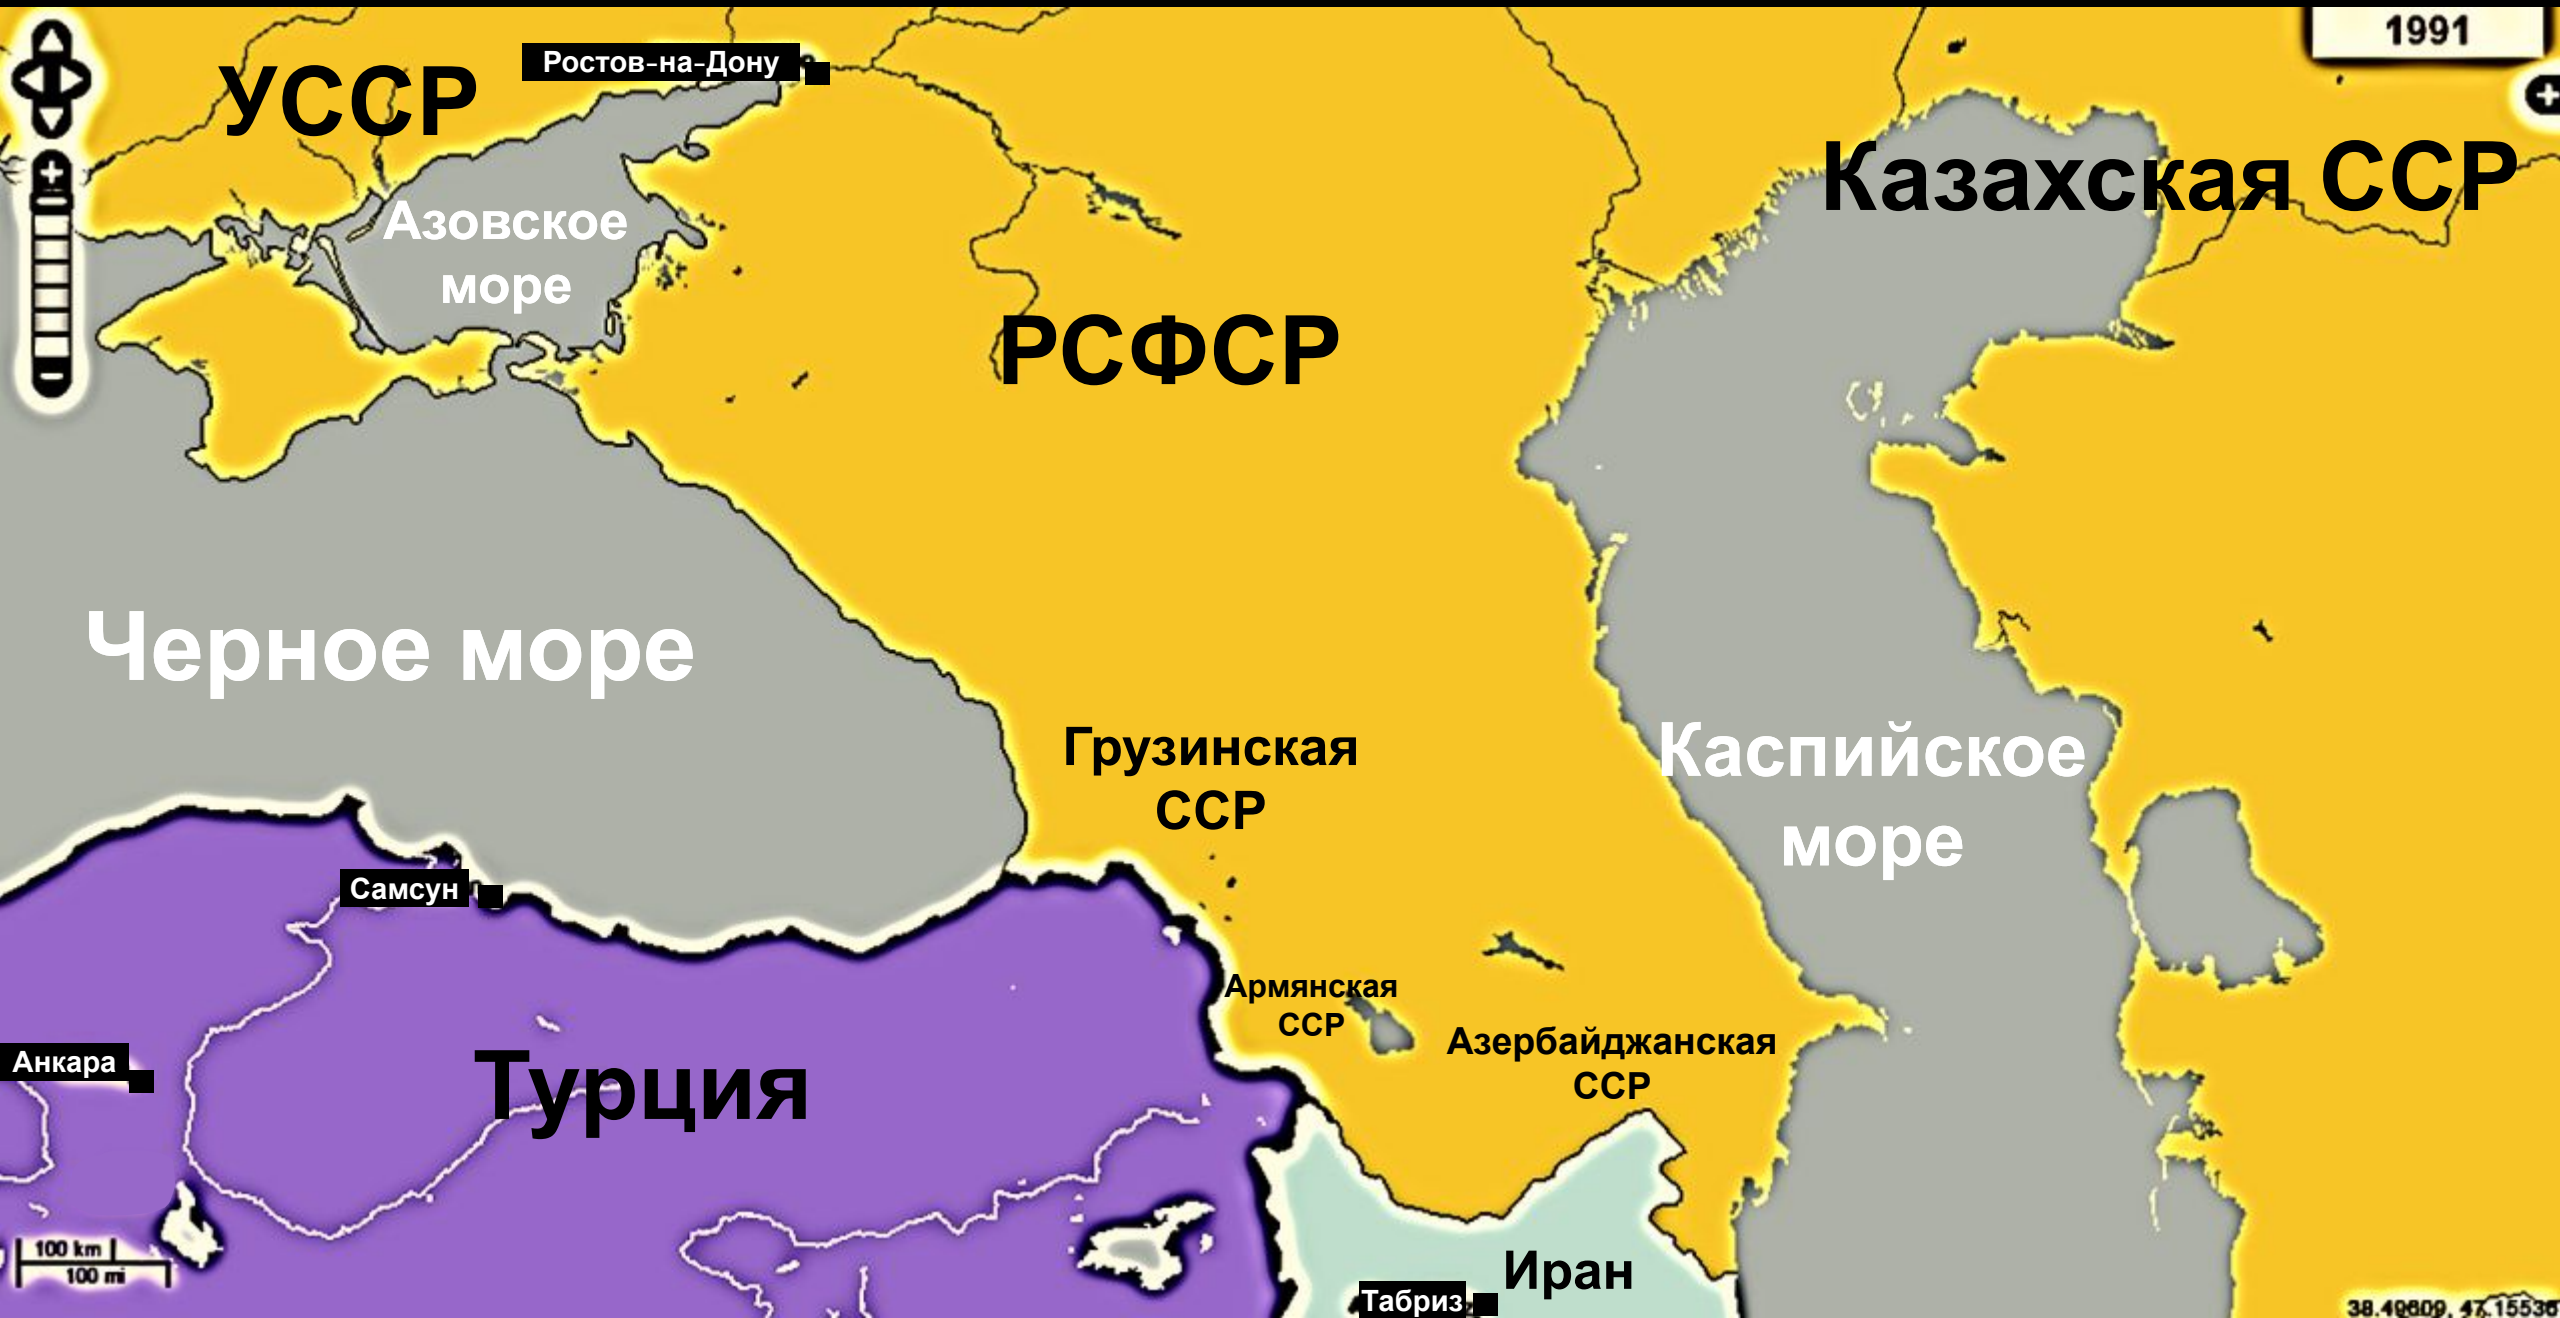 1991
Ростов-на-Дону
УССР
Казахская ССР
Азовское
море
РСФСР
Черное море
Грузинская
ССР
Каспийское
море
Самсун
Армянская
ССР
Азербайджанская
ССР
Анкара
Турция
100 km
100 mi
Иран
Табриз